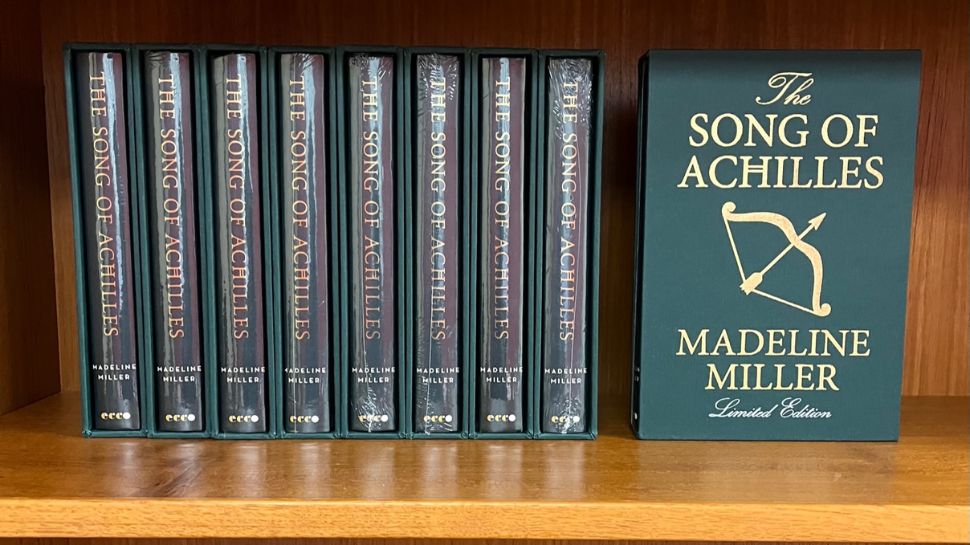 THE SONG OF ACHILLES
MADELINE
MILLER
ecco
THE SONG OF ACHILLES
MADELINE
MILLER
ecco
THE SONG OF ACHILLES
MADELINE
MILLER
ecco
THE SONG OF ACHILLES
MADELINE
MILLER
ecco
THE SONG OF ACHILLES
MADELINE
MILLER
ecco
THE SONG OF ACHILLES
MADELINE
MILLER
ecco
THE SONG OF ACHILLES
MADELINE
MILLER
ecco
THE SONG OF ACHILLES
MADELINE
MILLER
ecco
The
SONG OF
ACHILLES
MADELINE
MILLER
Limited Edition